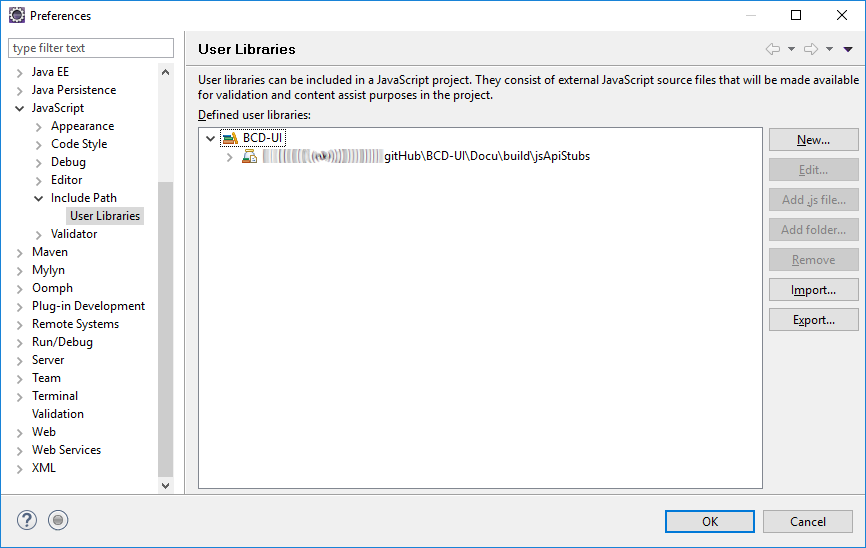 Preferences
type filter text
Java EE
Java Persistence
JavaScript
Appearance
Code Style
Debug
Editor
Include Path
User Libraries
Validator
Maven
Mylyn
Oomph
Plug-in Development
Remote Systems
Run/Debug
Server
Team
Terminal
Validation
Web
Web Services
XML
User Libraries
User libraries can be included in a JavaScript project. They consist of external JavaScript source files that will be made available
for validation and content assist purposes in the project.
Defined user libraries:
BCD-UI
gitHub\BCD-UI\Docu\build\jsApiStubs
New...
Edit...
Add .js file...
Add folder...
Remove
Import...
Export...
OK
Cancel